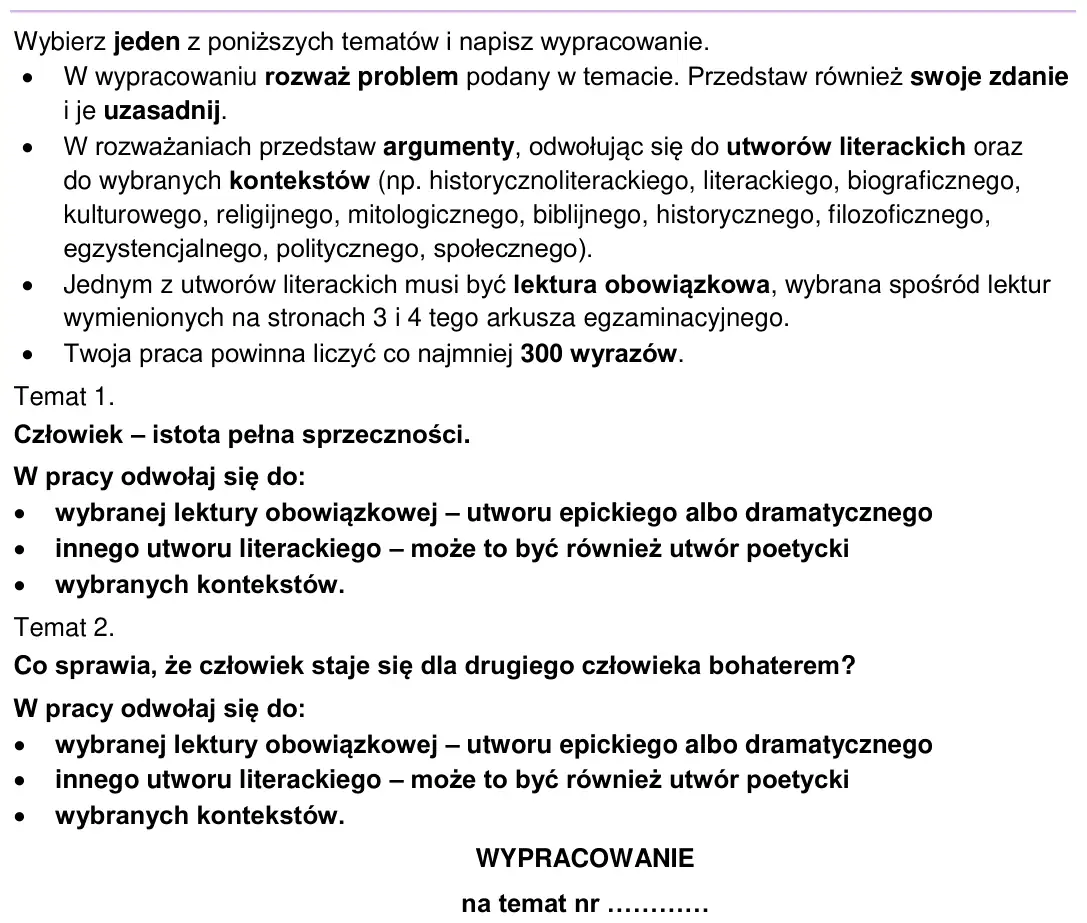 Wybierz jeden z poniższych tematów i napisz wypracowanie.
• W wypracowaniu rozważ problem podany w temacie. Przedstaw również swoje zdanie
i je uzasadnij.
• W rozważaniach przedstaw argumenty, odwołując się do utworów literackich oraz
do wybranych kontekstów (np. historycznoliterackiego, literackiego, biograficznego,
kulturowego, religijnego, mitologicznego, biblijnego, historycznego, filozoficznego,
egzystencjalnego, politycznego, społecznego).
• Jednym z utworów literackich musi być lektura obowiązkowa, wybrana spośród lektur
wymienionych na stronach 3 i 4 tego arkusza egzaminacyjnego.
• Twoja praca powinna liczyć co najmniej 300 wyrazów.
Temat 1.
Człowiek – istota pełna sprzeczności.
W pracy odwołaj się do:
• wybranej lektury obowiązkowej – utworu epickiego albo dramatycznego
• innego utworu literackiego – może to być również utwór poetycki
• wybranych kontekstów.
Temat 2.
Co sprawia, że człowiek staje się dla drugiego człowieka bohaterem?
W pracy odwołaj się do:
• wybranej lektury obowiązkowej – utworu epickiego albo dramatycznego
• innego utworu literackiego – może to być również utwór poetycki
• wybranych kontekstów.
WYPRACOWANIE
na temat nr …………